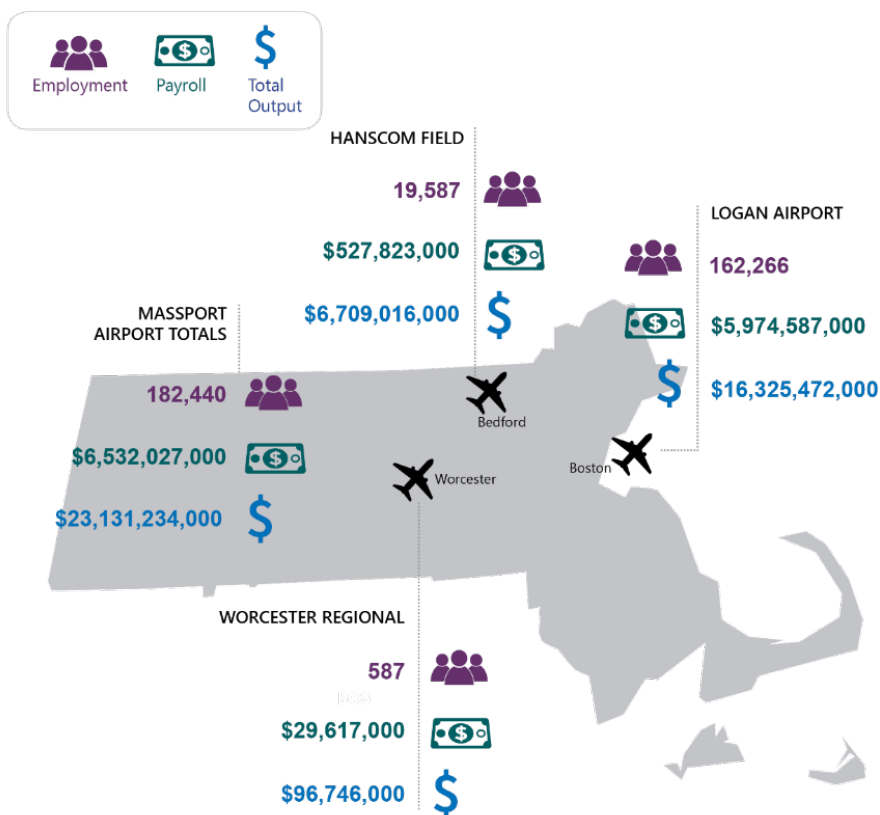 Employment
Payroll
Total
Output
HANSCOM FIELD
19,587
$527,823,000
$6,709,016,000
LOGAN AIRPORT
162,266
$5,974,587,000
$16,325,472,000
MASSPORT
AIRPORT TOTALS
182,440
$6,532,027,000
$23,131,234,000
Bedford
Boston
Worcester
WORCESTER REGIONAL
587
$29,617,000
$96,746,000